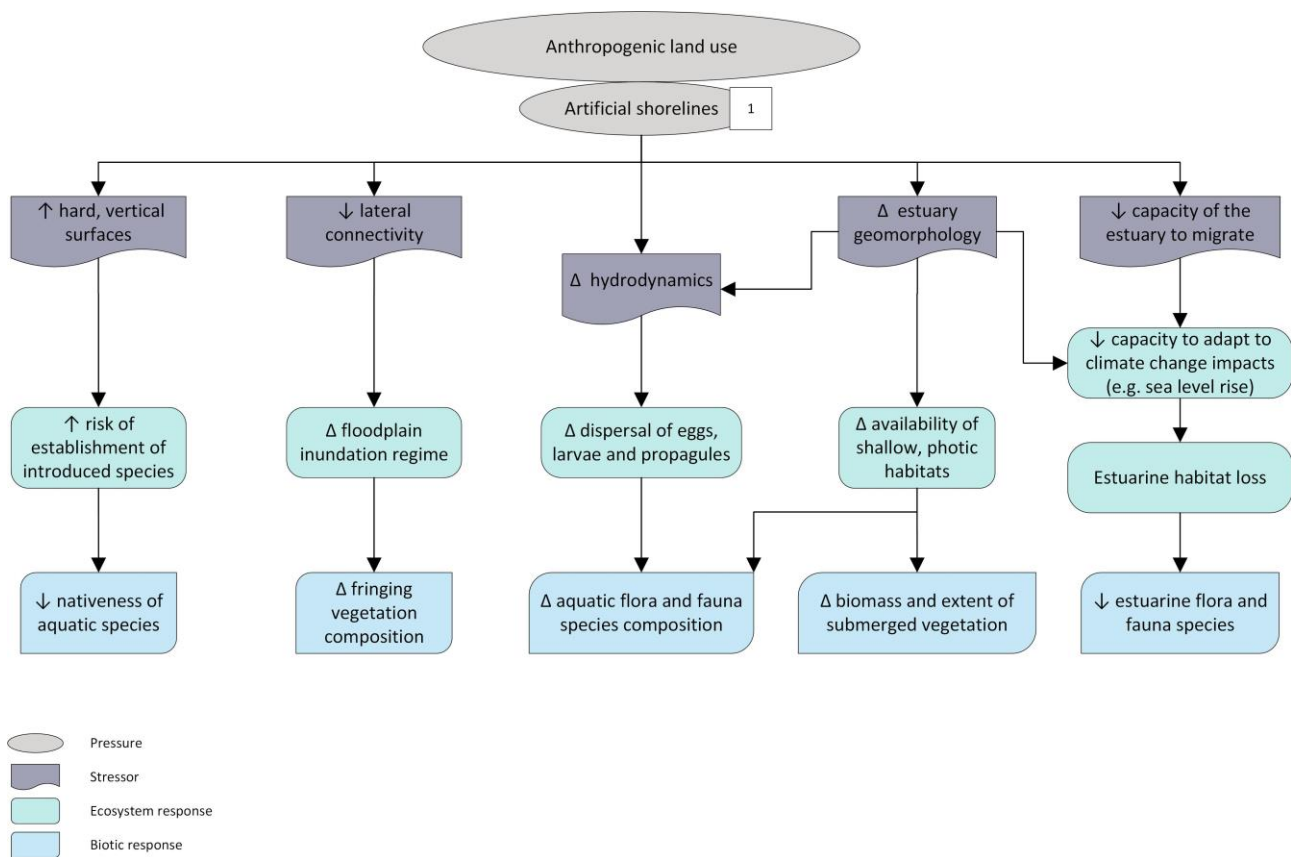 Anthropogenic land use
Artificial shorelines
1
↑ hard, vertical
surfaces
↓ lateral
connectivity
Δ hydrodynamics
Δ estuary
geomorphology
↓ capacity of the
estuary to migrate
↓ capacity to adapt to
climate change impacts
(e.g. sea level rise)
↑ risk of
establishment of
introduced species
Δ floodplain
inundation regime
Δ dispersal of eggs,
larvae and propagules
Δ availability of
shallow, photic
habitats
Estuarine habitat loss
↓ nativeness of
aquatic species
Δ fringing
vegetation
composition
Δ aquatic flora and fauna
species composition
Δ biomass and extent of
submerged vegetation
↓ estuarine flora and
fauna species
Pressure
Stressor
Ecosystem response
Biotic response